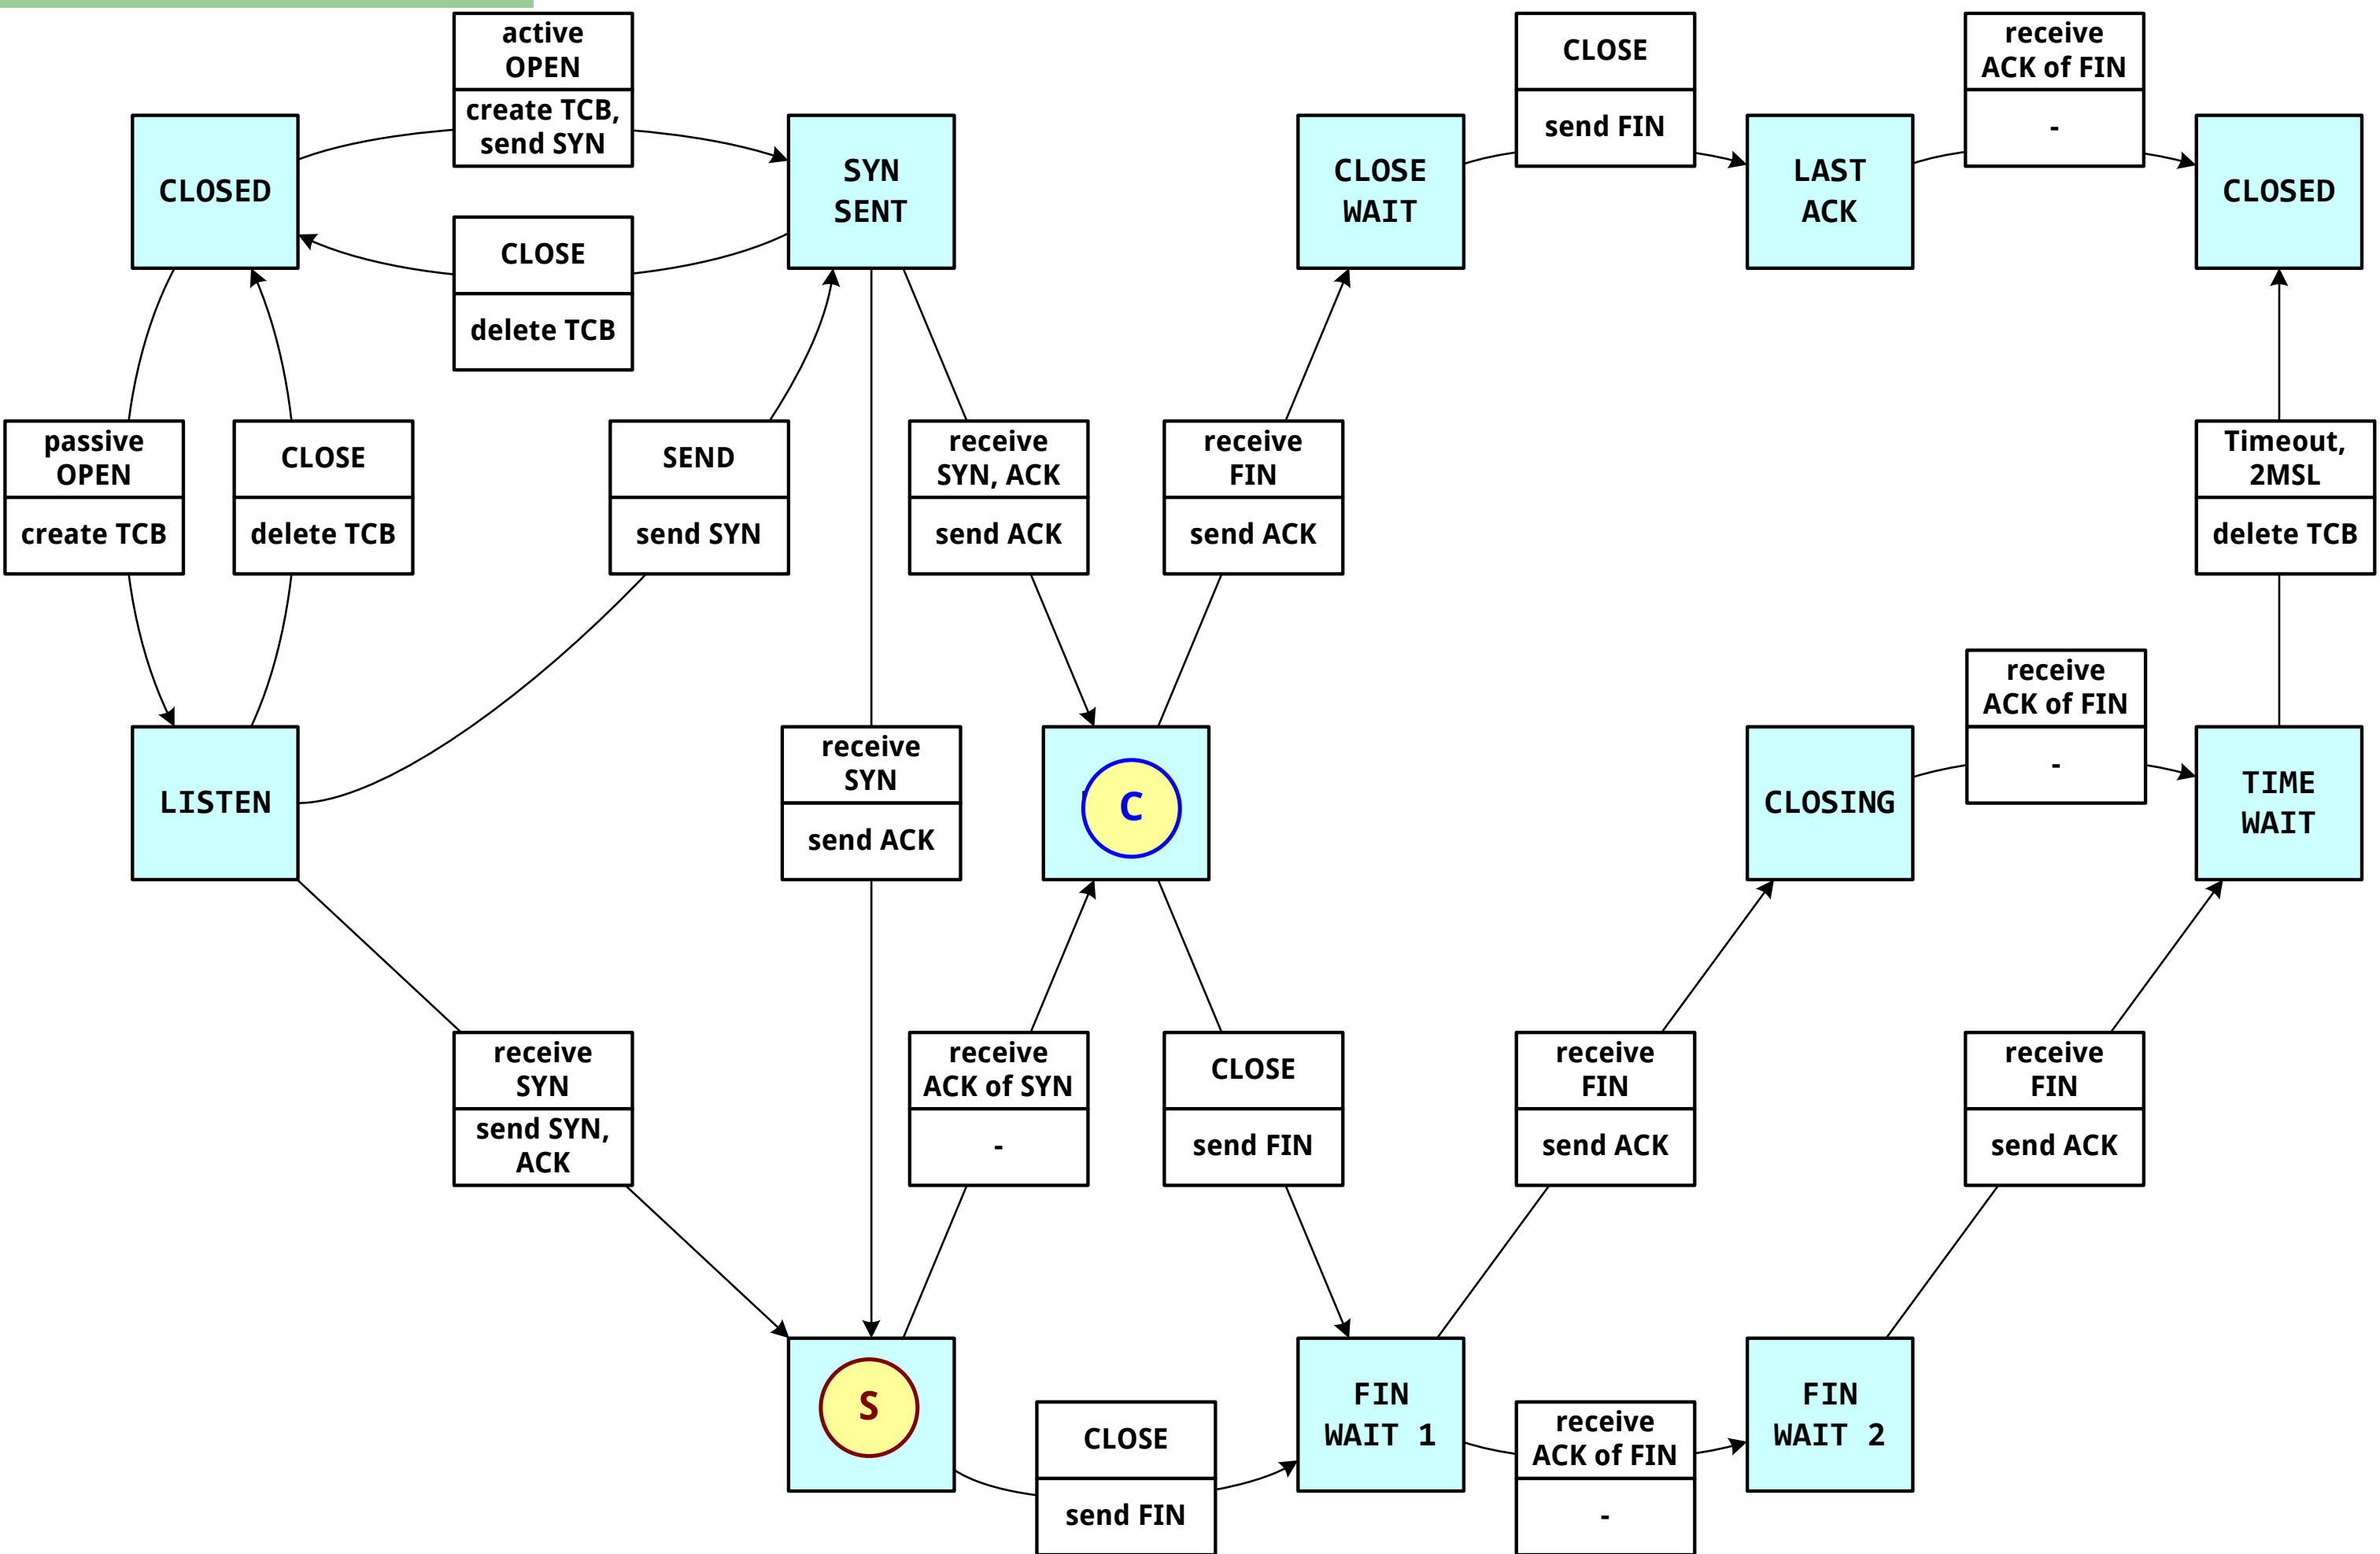 active
OPEN
create TCB,
send SYN
CLOSE
send FIN
receive
ACK of FIN
-
CLOSED
SYN
SENT
CLOSE
WAIT
LAST
ACK
CLOSED
CLOSE
delete TCB
passive
OPEN
create TCB
CLOSE
delete TCB
SEND
send SYN
receive
SYN, ACK
send ACK
receive
FIN
send ACK
Timeout,
2MSL
delete TCB
receive
ACK of FIN
-
LISTEN
receive
SYN
send ACK
C
CLOSING
TIME
WAIT
receive
SYN
send SYN,
ACK
receive
ACK of SYN
-
CLOSE
send FIN
receive
FIN
send ACK
receive
FIN
send ACK
S
CLOSE
send FIN
FIN
WAIT 1
receive
ACK of FIN
-
FIN
WAIT 2